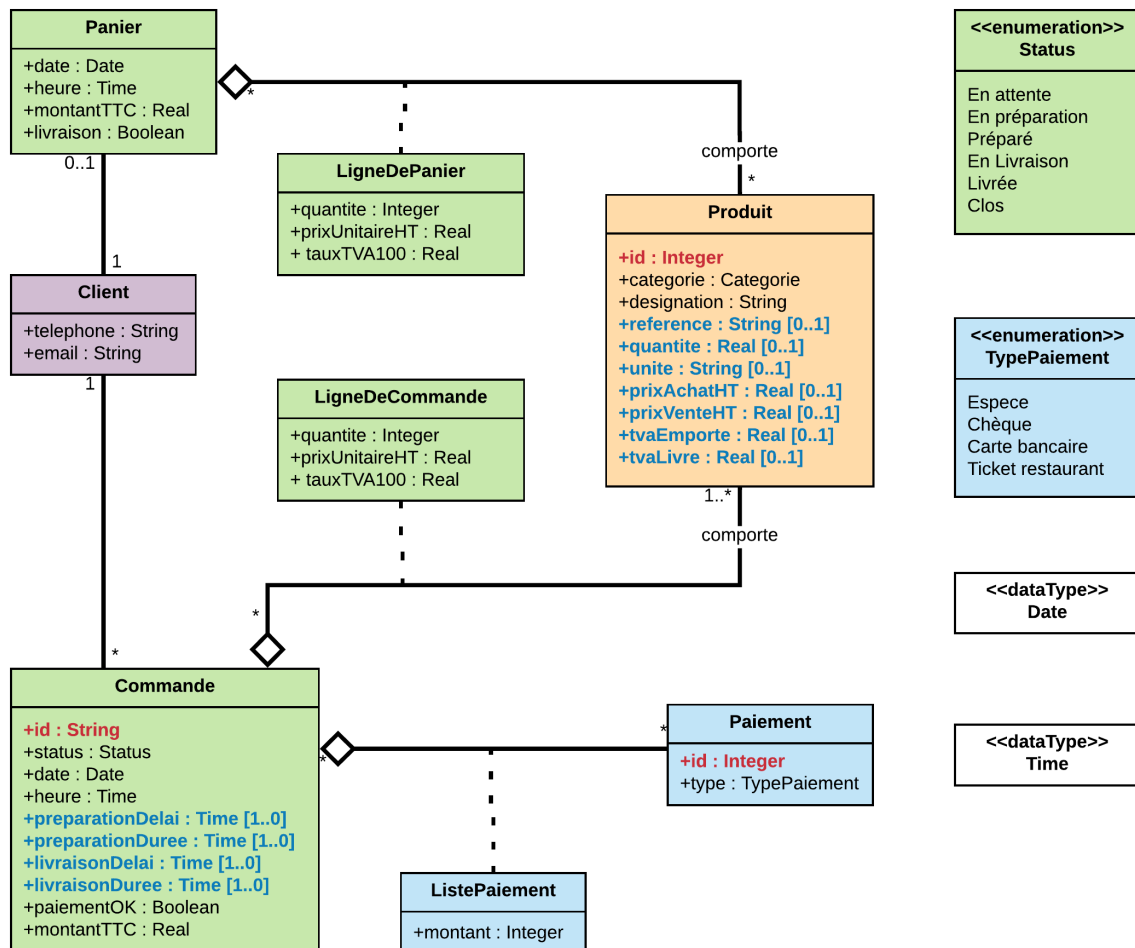 Panier
+date : Date
+heure : Time
+montantTTC : Real
+livraison : Boolean
*
0..1
LigneDePanier
+quantite : Integer
+prixUnitaireHT : Real
+ tauxTVA100 : Real
comporte
*
Produit
+id : Integer
+categorie : Categorie
+designation : String
+reference : String [0..1]
+quantite : Real [0..1]
+unite : String [0..1]
+prixAchatHT : Real [0..1]
+prixVenteHT : Real [0..1]
+tvaEmporte : Real [0..1]
+tvaLivre : Real [0..1]
1..*
comporte
1
Client
+telephone : String
+email : String
1
LigneDeCommande
+quantite : Integer
+prixUnitaireHT : Real
+ tauxTVA100 : Real
*
*
Commande
+id : String
+status : Status
+date : Date
+heure : Time
+preparationDelai : Time [1..0]
+preparationDuree : Time [1..0]
+livraisonDelai : Time [1..0]
+livraisonDuree : Time [1..0]
+paiementOK : Boolean
+montantTTC : Real
*
*
Paiement
+id : Integer
+type : TypePaiement
ListePaiement
+montant : Integer
<<enumeration>>
Status
En attente
En préparation
Préparé
En Livraison
Livrée
Clos
<<enumeration>>
TypePaiement
Espece
Chèque
Carte bancaire
Ticket restaurant
<<dataType>>
Date
<<dataType>>
Time